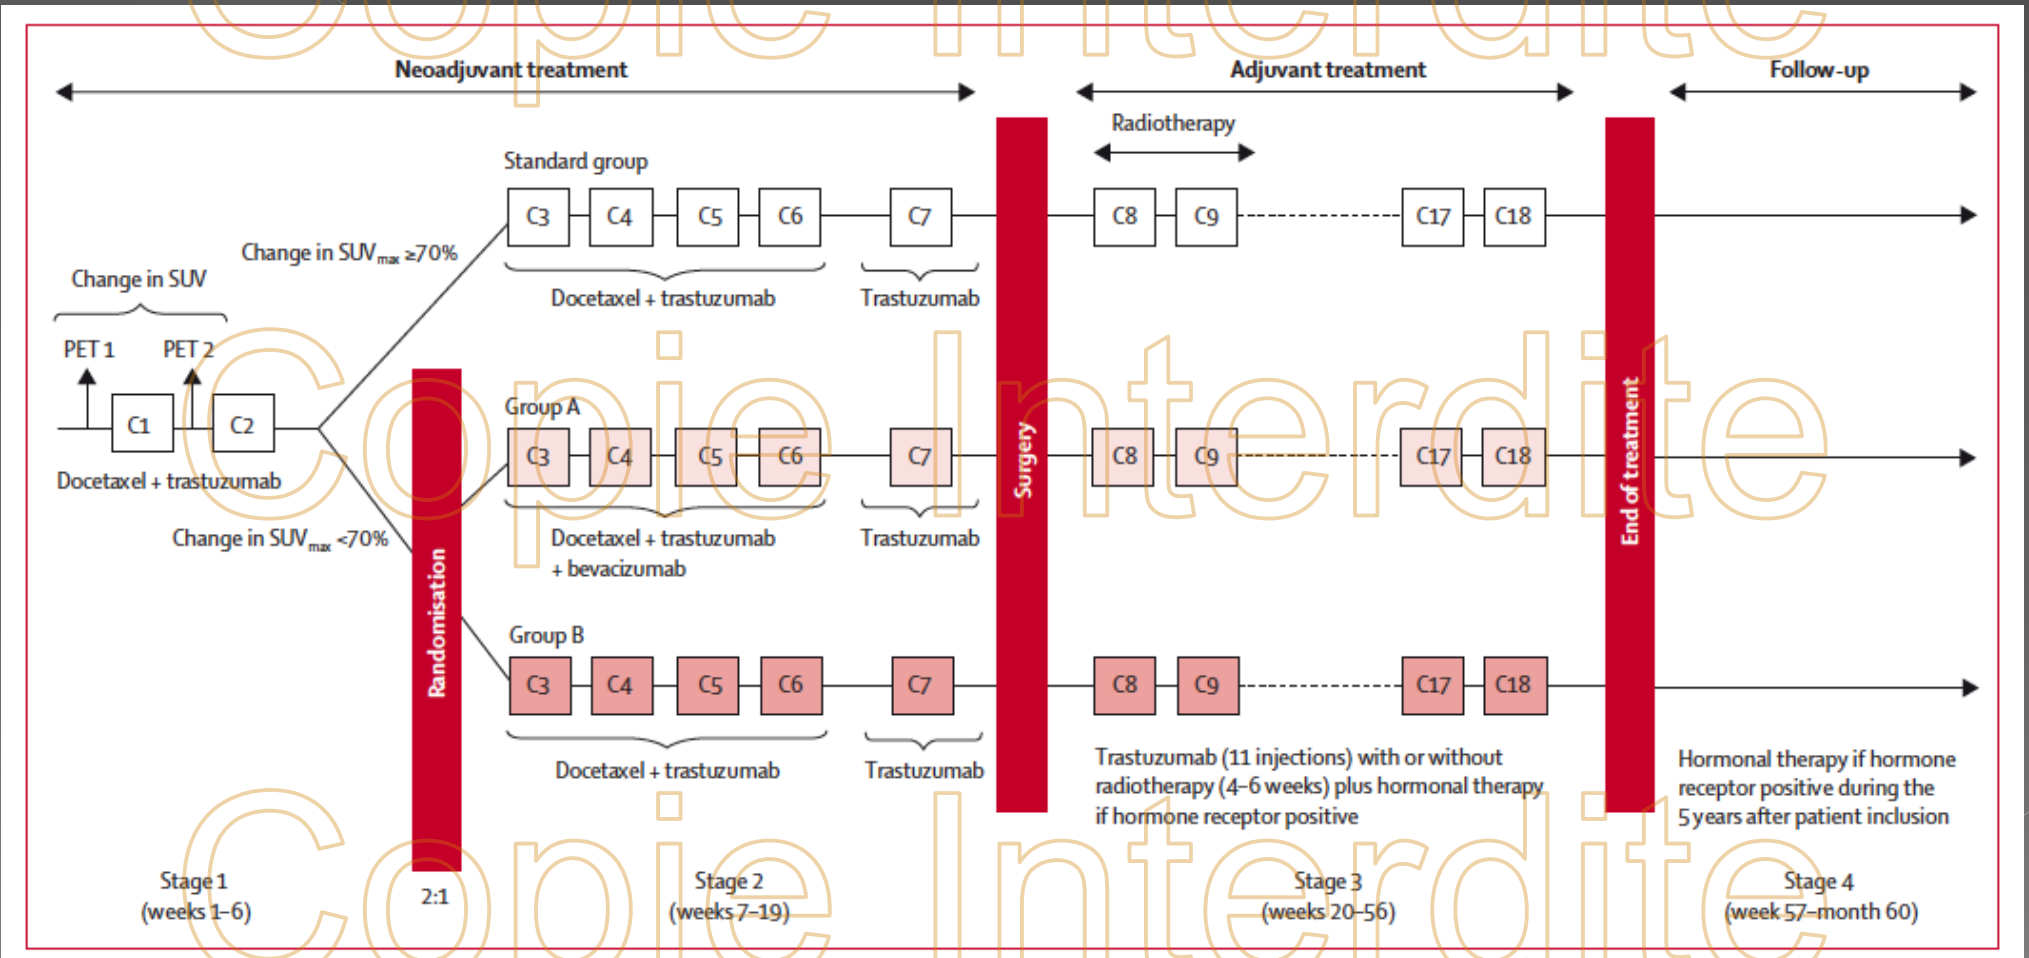 Copie Interdite
Neoadjuvant treatment
Adjuvant treatment
Follow-up
Radiotherapy
Standard group
C3
C4
C5
C6
C7
C8
C9
C17
C18
Change in SUVmax ≥70%
Docetaxel + trastuzumab
Trastuzumab
Change in SUV
PET 1
PET 2
C1
C2
Docetaxel + trastuzumab
Change in SUVmax <70%
Randomisation
2:1
Copie Interdite
Group A
C3
C4
C5
C6
C7
C8
C9
C17
C18
Docetaxel + trastuzumab
+ bevacizumab
Trastuzumab
Surgery
End of treatment
Group B
C3
C4
C5
C6
C7
C8
C9
C17
C18
Docetaxel + trastuzumab
Trastuzumab
Trastuzumab (11 injections) with or without
radiotherapy (4–6 weeks) plus hormonal therapy
if hormone receptor positive
Hormonal therapy if hormone
receptor positive during the
5 years after patient inclusion
Copie Interdite
Stage 1
(weeks 1–6)
Stage 2
(weeks 7–19)
Stage 3
(weeks 20–56)
Stage 4
(week 57–month 60)